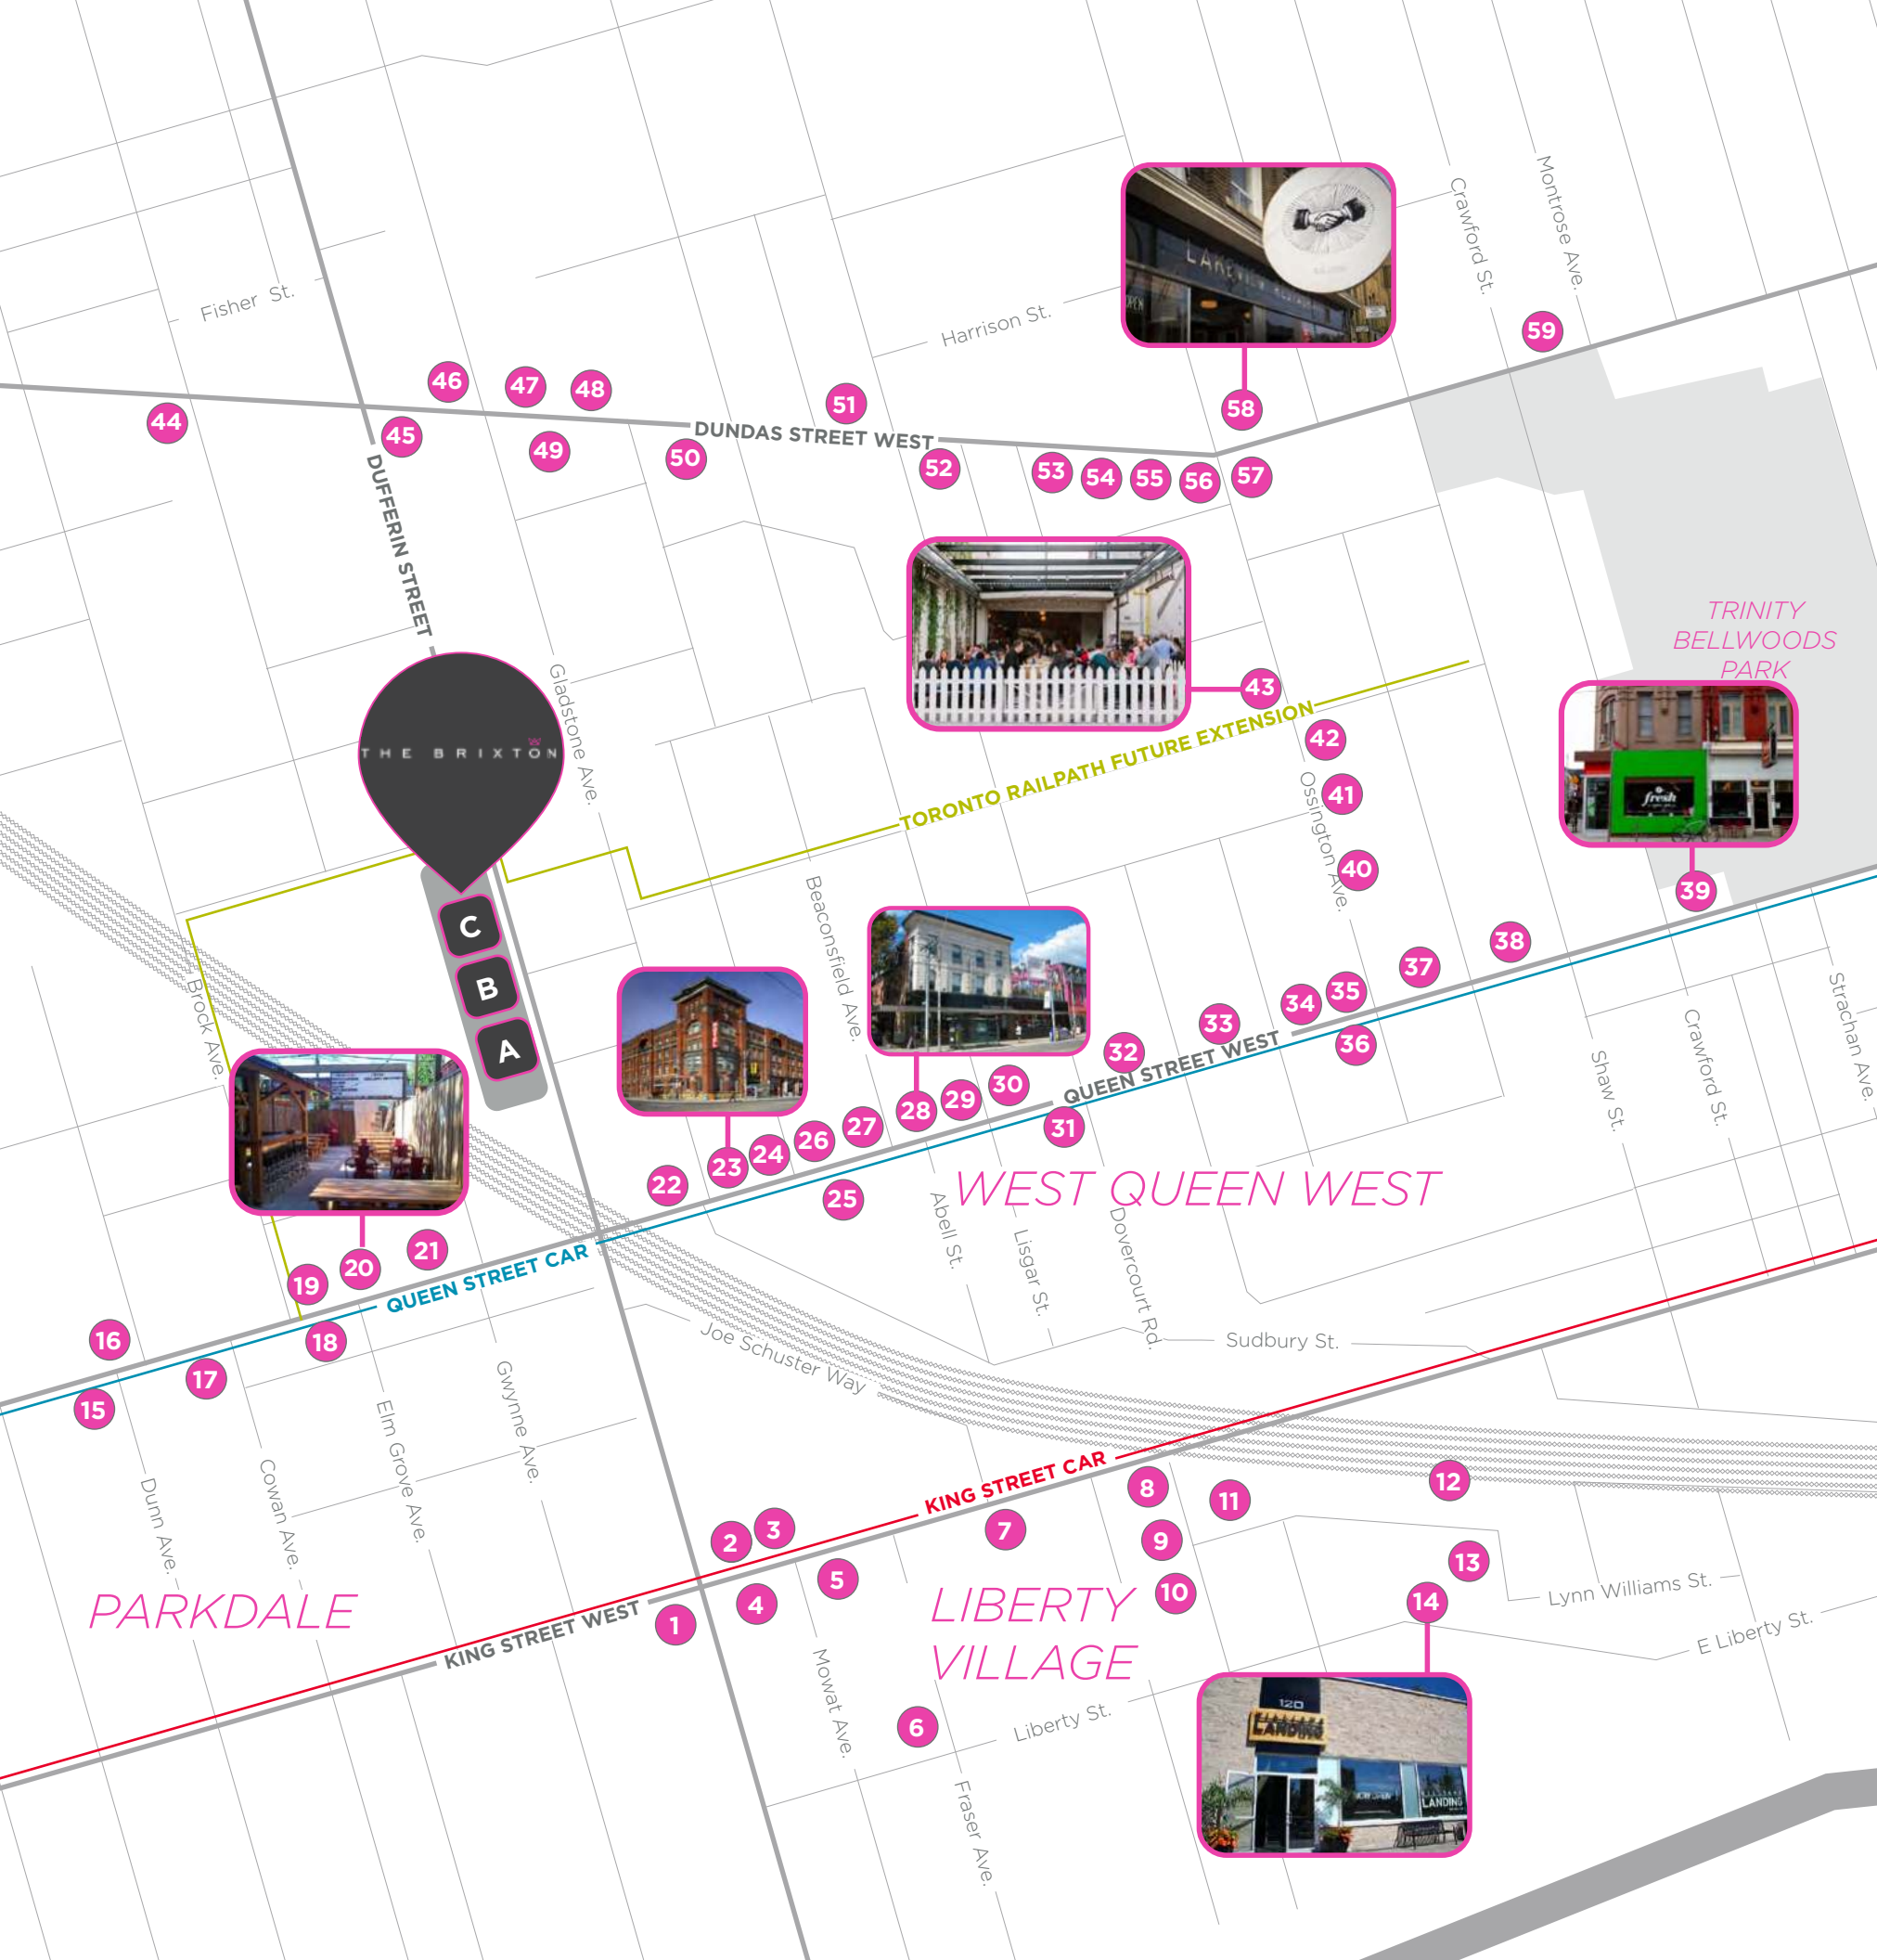 Montrose Ave.
Crawford St.
LAKEVIEW RESTAURANT
OPEN
Fisher St.
Harrison St.
59
46
47
48
51
58
44
45
49
50
DUNDAS STREET WEST
52
53
54
55
56
57
DUFFERIN STREET
TRINITY
BELLWOODS
PARK
Gladstone Ave.
43
THE BRIXTON
TORONTO RAILPATH FUTURE EXTENSION
42
41
Ossington Ave.
fresh
40
39
Beaconsfield Ave.
C
B
A
Brock Ave.
38
37
35
34
33
36
QUEEN STREET WEST
32
Strachan Ave.
Crawford St.
Shaw St.
30
29
28
27
26
24
23
22
31
25
WEST QUEEN WEST
Abell St.
Lisgar St.
Dovercourt Rd.
21
20
19
QUEEN STREET CAR
18
16
17
15
Joe Schuster Way
Sudbury St.
Gwynne Ave.
Elm Grove Ave.
Cowan Ave.
Dunn Ave.
KING STREET CAR
8
11
12
7
9
10
13
14
2
3
5
4
1
Lynn Williams St.
E Liberty St.
PARKDALE
KING STREET WEST
LIBERTY
VILLAGE
Mowat Ave.
6
Liberty St.
Fraser Ave.
120
LANDING
LANDING